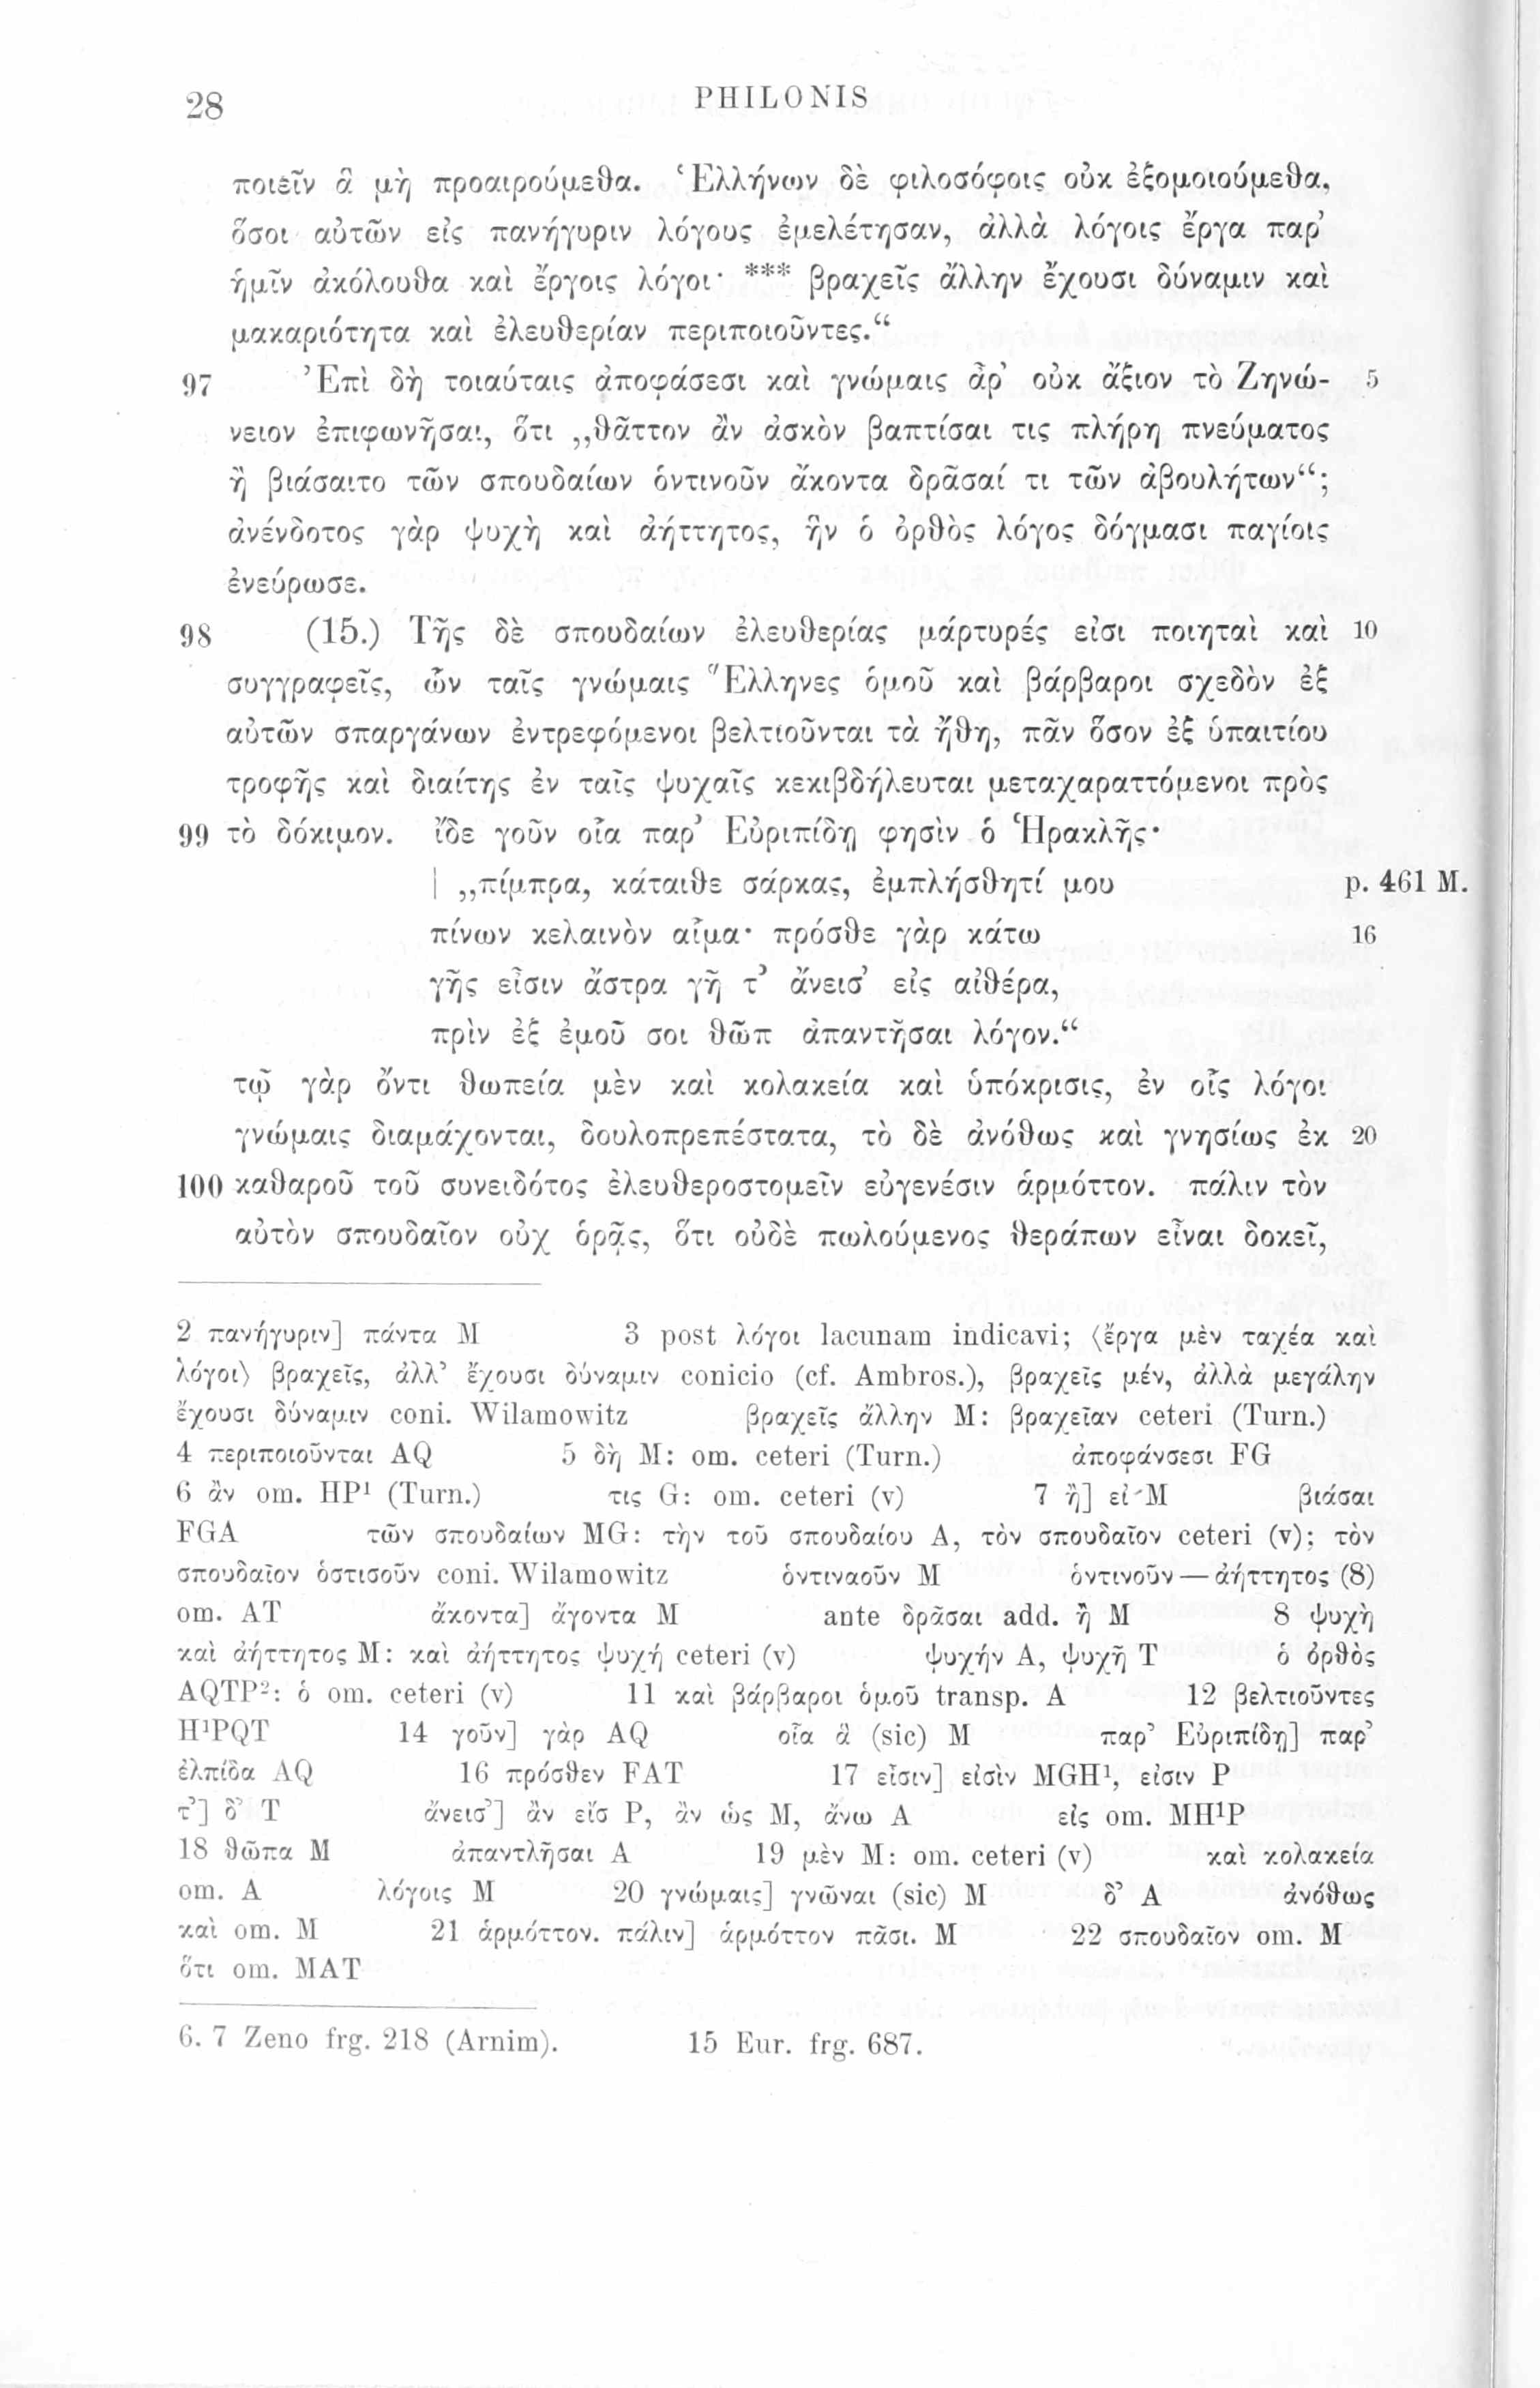 28 PHILONIS
ποιεῖν ἃ μὴ προαιρούμεθα. Ἑλλήνων δὲ φιλοσόφοις οὐκ ἐξομοιούμεθα,
ὅσοι αὐτῶν εἰς πανήγυριν λόγους ἐμελέτησαν, ἀλλὰ λόγοις ἔργα παρ’
ἡμῖν ἀκόλουθα καὶ ἔργοις λόγοι· *** βραχεῖς ἄλλην ἔχουσι δύναμιν καὶ
μακαριότητα καὶ ἐλευθερίαν περιποιοῦντες.“
97 Ἐπὶ δὴ τοιαύταις ἀποφάσεσι καὶ γνώμαις ἆρ’ οὐκ ἄξιον τὸ Ζηνώ- 5
νειον ἐπιφωνῆσαι, ὅτι „θᾶττον ἂν ἀσκὸν βαπτίσαι τις πλήρη πνεύματος
ἢ βιάσαιτο τῶν σπουδαίων ὁντινοῦν ἄκοντα δρᾶσαί τι τῶν ἀβουλήτων“;
ἀνένδοτος γὰρ ψυχὴ καὶ ἀήττητος, ἣν ὁ ὀρθὸς λόγος δόγμασι παγίοις
ἐνεύρωσε.
98 (15.) Τῆς δὲ σπουδαίων ἐλευθερίας μάρτυρές εἰσι ποιηταὶ καὶ 10
συγγραφεῖς, ὧν ταῖς γνώμαις Ἕλληνες ὁμοῦ καὶ βάρβαροι σχεδὸν ἐξ
αὐτῶν σπαργάνων ἐντρεφόμενοι βελτιοῦνται τὰ ἤθη, πᾶν ὅσον ἐξ ὑπαιτίου
τροφῆς καὶ διαίτης ἐν ταῖς ψυχαῖς κεκιβδήλευται μεταχαραττόμενοι πρὸς
99 τὸ δόκιμον. ἴδε γοῦν οἷα παρ’ Εὐριπίδῃ φησὶν ὁ Ἡρακλῆς·
| „πίμπρα, κάταιθε σάρκας, ἐμπλήσθητί μου p. 461 M.
πίνων κελαινὸν αἷμα· πρόσθε γὰρ κάτω 16
γῆς εἶσιν ἄστρα γῆ τ’ ἄνεισ’ εἰς αἰθέρα,
πρὶν ἐξ ἐμοῦ σοι θῶπ ἀπαντῆσαι λόγον.“
τῷ γὰρ ὄντι θωπεία μὲν καὶ κολακεία καὶ ὑπόκρισις, ἐν οἷς λόγοι
γνώμαις διαμάχονται, δουλοπρεπέστατα, τὸ δὲ ἀνόθως καὶ γνησίως ἐκ 20
100 καθαροῦ τοῦ συνειδότος ἐλευθεροστομεῖν εὐγενέσιν ἁρμόττον. πάλιν τὸν
αὐτὸν σπουδαῖον οὐχ ὁρᾷς, ὅτι οὐδὲ πωλούμενος θεράπων εἶναι δοκεῖ,
2 πανήγυριν] πάντα M 3 post λόγοι lacunam indicavi; ⟨ἔργα μὲν ταχέα καὶ
λόγοι⟩ βραχεῖς, ἀλλ’ ἔχουσι δύναμιν conicio (cf. Ambros.), βραχεῖς μέν, ἀλλὰ μεγάλην
ἔχουσι δύναμιν coni. Wilamowitz βραχεῖς ἄλλην M: βραχεῖαν ceteri (Turn.)
4 περιποιοῦνται AQ 5 δὴ M: om. ceteri (Turn.) ἀποφάνσεσι FG
6 ἂν om. HP¹ (Turn.) τις G: om. ceteri (v) 7 ἢ] εἰ M βιάσαι
FGA τῶν σπουδαίων MG: τὴν τοῦ σπουδαίου A, τὸν σπουδαῖον ceteri (v); τὸν
σπουδαῖον ὁστισοῦν coni. Wilamowitz ὁντιναοῦν M ὁντινοῦν — ἀήττητος (8)
om. AT ἄκοντα] ἄγοντα M ante δρᾶσαι add. ἢ M 8 ψυχὴ
καὶ ἀήττητος M: καὶ ἀήττητος ψυχή ceteri (v) ψυχήν A, ψυχῇ T ὁ ὀρθὸς
AQTP²: ὁ om. ceteri (v) 11 καὶ βάρβαροι ὁμοῦ transp. A 12 βελτιοῦντες
H¹PQT 14 γοῦν] γὰρ AQ οἷα ἃ (sic) M παρ’ Εὐριπίδῃ] παρ’
ἐλπίδα AQ 16 πρόσθεν FAT 17 εἶσιν] εἰσὶν MGH¹, εἰσιν P
τ’] δ’ T ἄνεισ’] ἂν εἴσ P, ἂν ὡς M, ἄνω A εἰς om. MH¹P
18 θῶπα M ἀπαντλῆσαι A 19 μὲν M: om. ceteri (v) καὶ κολακεία
om. A λόγοις M 20 γνώμαις] γνῶναι (sic) M δ’ A ἀνόθως
καὶ om. M 21 ἁρμόττον. πάλιν] ἁρμόττον πᾶσι. M 22 σπουδαῖον om. M
ὅτι om. MAT
6. 7 Zeno frg. 218 (Arnim). 15 Eur. frg. 687.